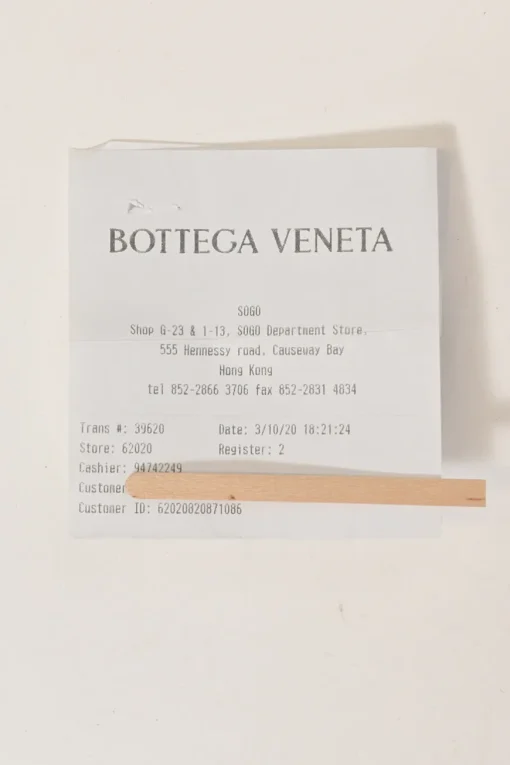 BOTTEGA VENETA
SOGO
Shop G-23 & 1-13, SOGO Department Store,
555 Hennessy road, Causeway Bay
Hong Kong
tel 852-2866 3706 fax 852-2831 4834
Trans #: 39620 Date: 3/10/20 18:21:24
Store: 62020 Register: 2
Cashier: 94742249
Customer
Customer ID: 62020820871086